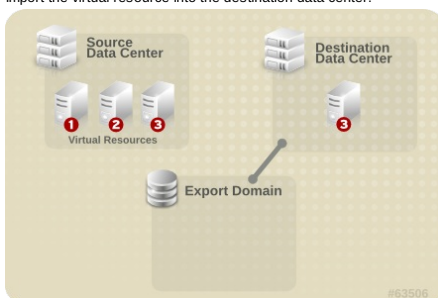 Import the virtual resource into the destination data center.
Source
Data Center
Destination
Data Center
1 2 3
3
Virtual Resources
Export Domain
#63506